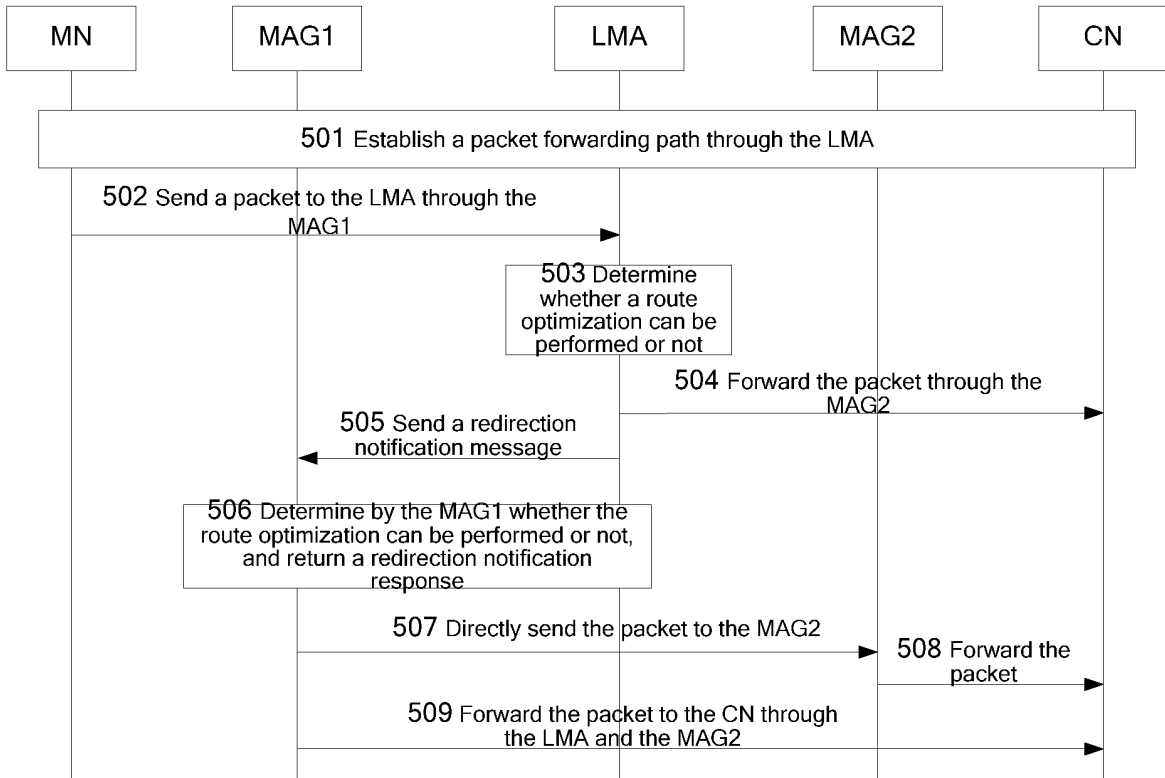 MN
MAG1
LMA
MAG2
CN
501 Establish a packet forwarding path through the LMA
502 Send a packet to the LMA through the
MAG1
503 Determine
whether a route
optimization can be
performed or not
504 Forward the packet through the
MAG2
505 Send a redirection
notification message
506 Determine by the MAG1 whether the
route optimization can be performed or not,
and return a redirection notification
response
507 Directly send the packet to the MAG2
508 Forward the
packet
509 Forward the packet to the CN through
the LMA and the MAG2